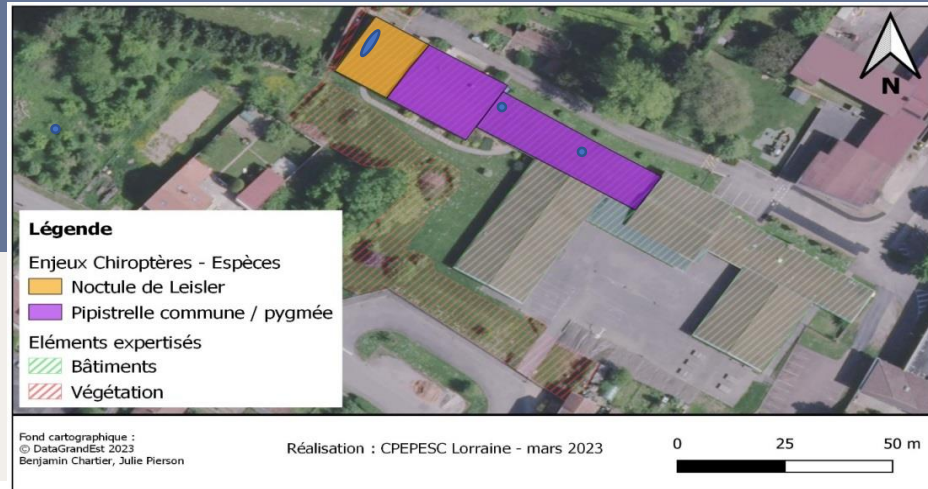 N
Légende
Enjeux Chiroptères - Espèces
Noctule de Leisler
Pipistrelle commune / pygmée
Eléments expertisés
Bâtiments
Végétation
Fond cartographique :
© DataGrandEst 2023
Benjamin Chartier, Julie Pierson
Réalisation : CPEPESC Lorraine - mars 2023
0 25 50 m